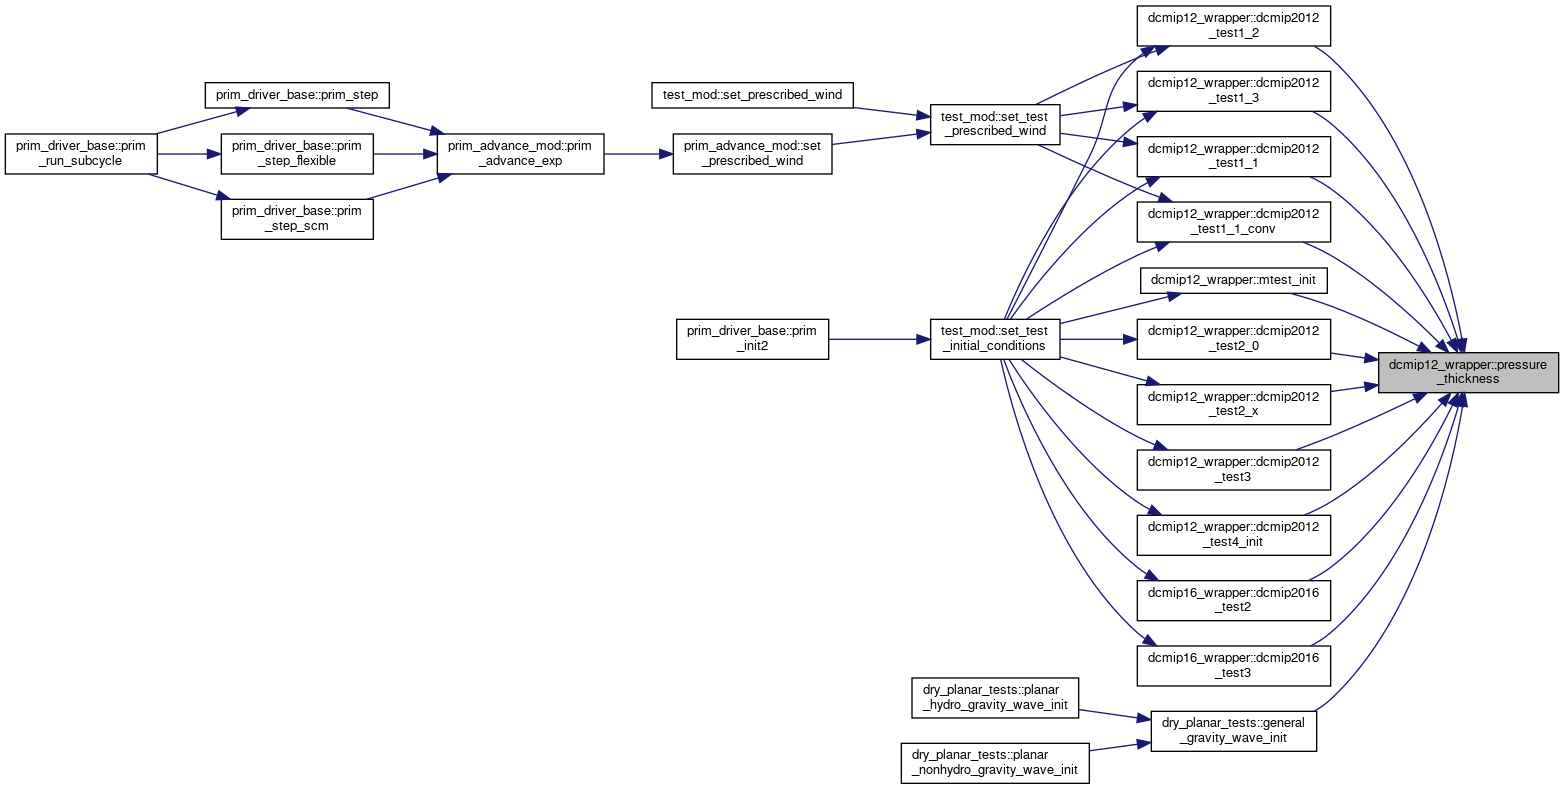 dcmip12_wrapper::dcmip2012
_test1_2
prim_driver_base::prim_step
test_mod::set_prescribed_wind
dcmip12_wrapper::dcmip2012
_test1_3
test_mod::set_test
_prescribed_wind
prim_driver_base::prim
_run_subcycle
prim_driver_base::prim
_step_flexible
prim_advance_mod::prim
_advance_exp
prim_advance_mod::set
_prescribed_wind
dcmip12_wrapper::dcmip2012
_test1_1
prim_driver_base::prim
_step_scm
dcmip12_wrapper::dcmip2012
_test1_1_conv
dcmip12_wrapper::mtest_init
prim_driver_base::prim
_init2
test_mod::set_test
_initial_conditions
dcmip12_wrapper::dcmip2012
_test2_0
dcmip12_wrapper::pressure
_thickness
dcmip12_wrapper::dcmip2012
_test2_x
dcmip12_wrapper::dcmip2012
_test3
dcmip12_wrapper::dcmip2012
_test4_init
dcmip16_wrapper::dcmip2016
_test2
dcmip16_wrapper::dcmip2016
_test3
dry_planar_tests::planar
_hydro_gravity_wave_init
dry_planar_tests::general
_gravity_wave_init
dry_planar_tests::planar
_nonhydro_gravity_wave_init